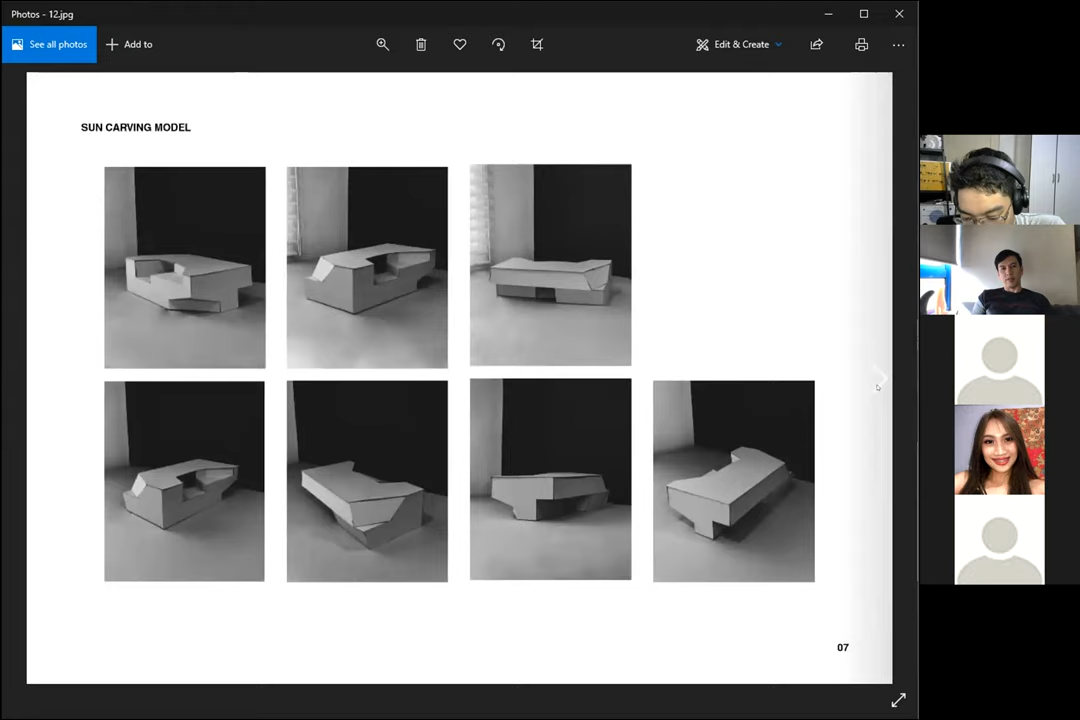 Photos - 12.jpg
See all photos
Add to
Edit & Create
SUN CARVING MODEL
07